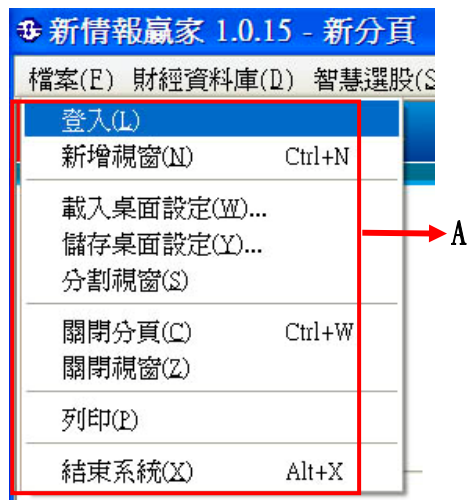 新情報贏家 1.0.15 - 新分頁
檔案(F) 財經資料庫(D) 智慧選股(S
登入(L)
新增視窗(N) Ctrl+N
載入桌面設定(W)...
儲存桌面設定(Y)...
分割視窗(S)
A
關閉分頁(C) Ctrl+W
關閉視窗(Z)
列印(P)
結束系統(X) Alt+X